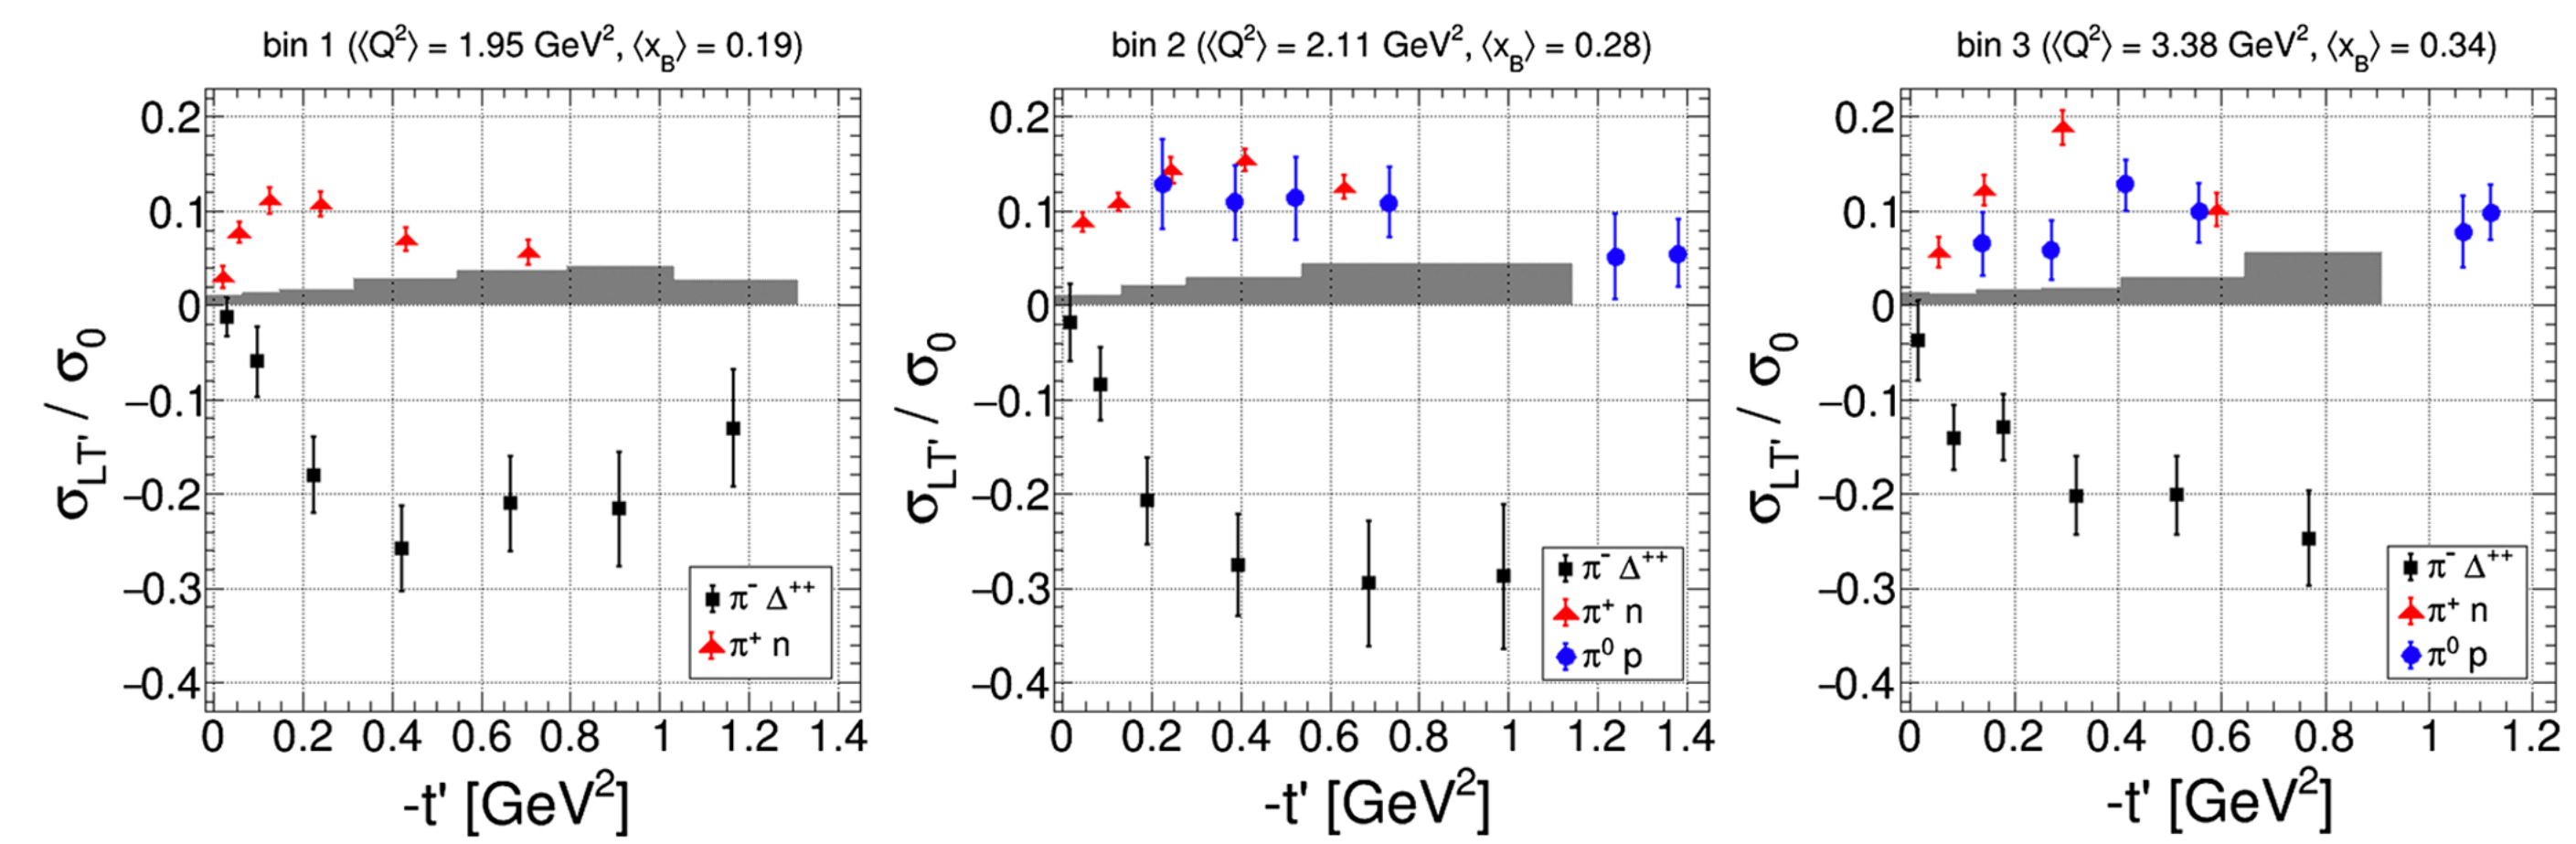 bin 1 (⟨Q²⟩ = 1.95 GeV², ⟨x_B⟩ = 0.19)
0.2
0.1
0
−0.1
−0.2
−0.3
−0.4
σ_LT' / σ_0
0 0.2 0.4 0.6 0.8 1 1.2 1.4
-t' [GeV²]
π⁻ Δ⁺⁺
π⁺ n
bin 2 (⟨Q²⟩ = 2.11 GeV², ⟨x_B⟩ = 0.28)
0.2
0.1
0
−0.1
−0.2
−0.3
−0.4
σ_LT' / σ_0
0 0.2 0.4 0.6 0.8 1 1.2 1.4
-t' [GeV²]
π⁻ Δ⁺⁺
π⁺ n
π⁰ p
bin 3 (⟨Q²⟩ = 3.38 GeV², ⟨x_B⟩ = 0.34)
0.2
0.1
0
−0.1
−0.2
−0.3
−0.4
σ_LT' / σ_0
0 0.2 0.4 0.6 0.8 1 1.2
-t' [GeV²]
π⁻ Δ⁺⁺
π⁺ n
π⁰ p